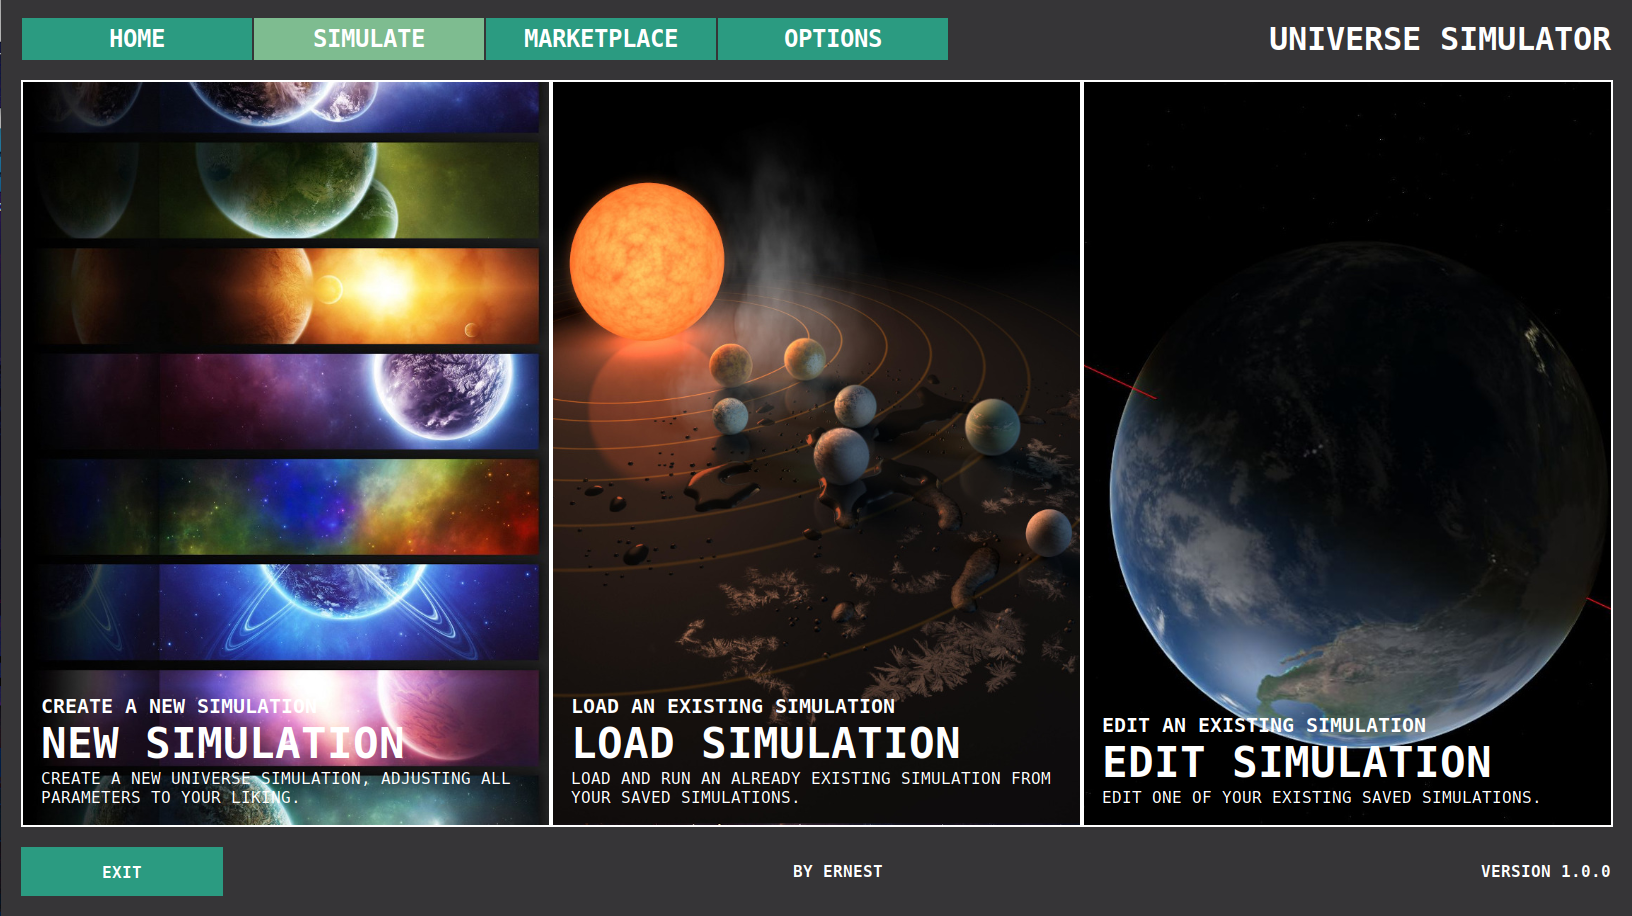 HOME
SIMULATE
MARKETPLACE
OPTIONS
UNIVERSE SIMULATOR
CREATE A NEW SIMULATION
NEW SIMULATION
CREATE A NEW UNIVERSE SIMULATION, ADJUSTING ALL
PARAMETERS TO YOUR LIKING.
LOAD AN EXISTING SIMULATION
LOAD SIMULATION
LOAD AND RUN AN ALREADY EXISTING SIMULATION FROM
YOUR SAVED SIMULATIONS.
EDIT AN EXISTING SIMULATION
EDIT SIMULATION
EDIT ONE OF YOUR EXISTING SAVED SIMULATIONS.
EXIT
BY ERNEST
VERSION 1.0.0